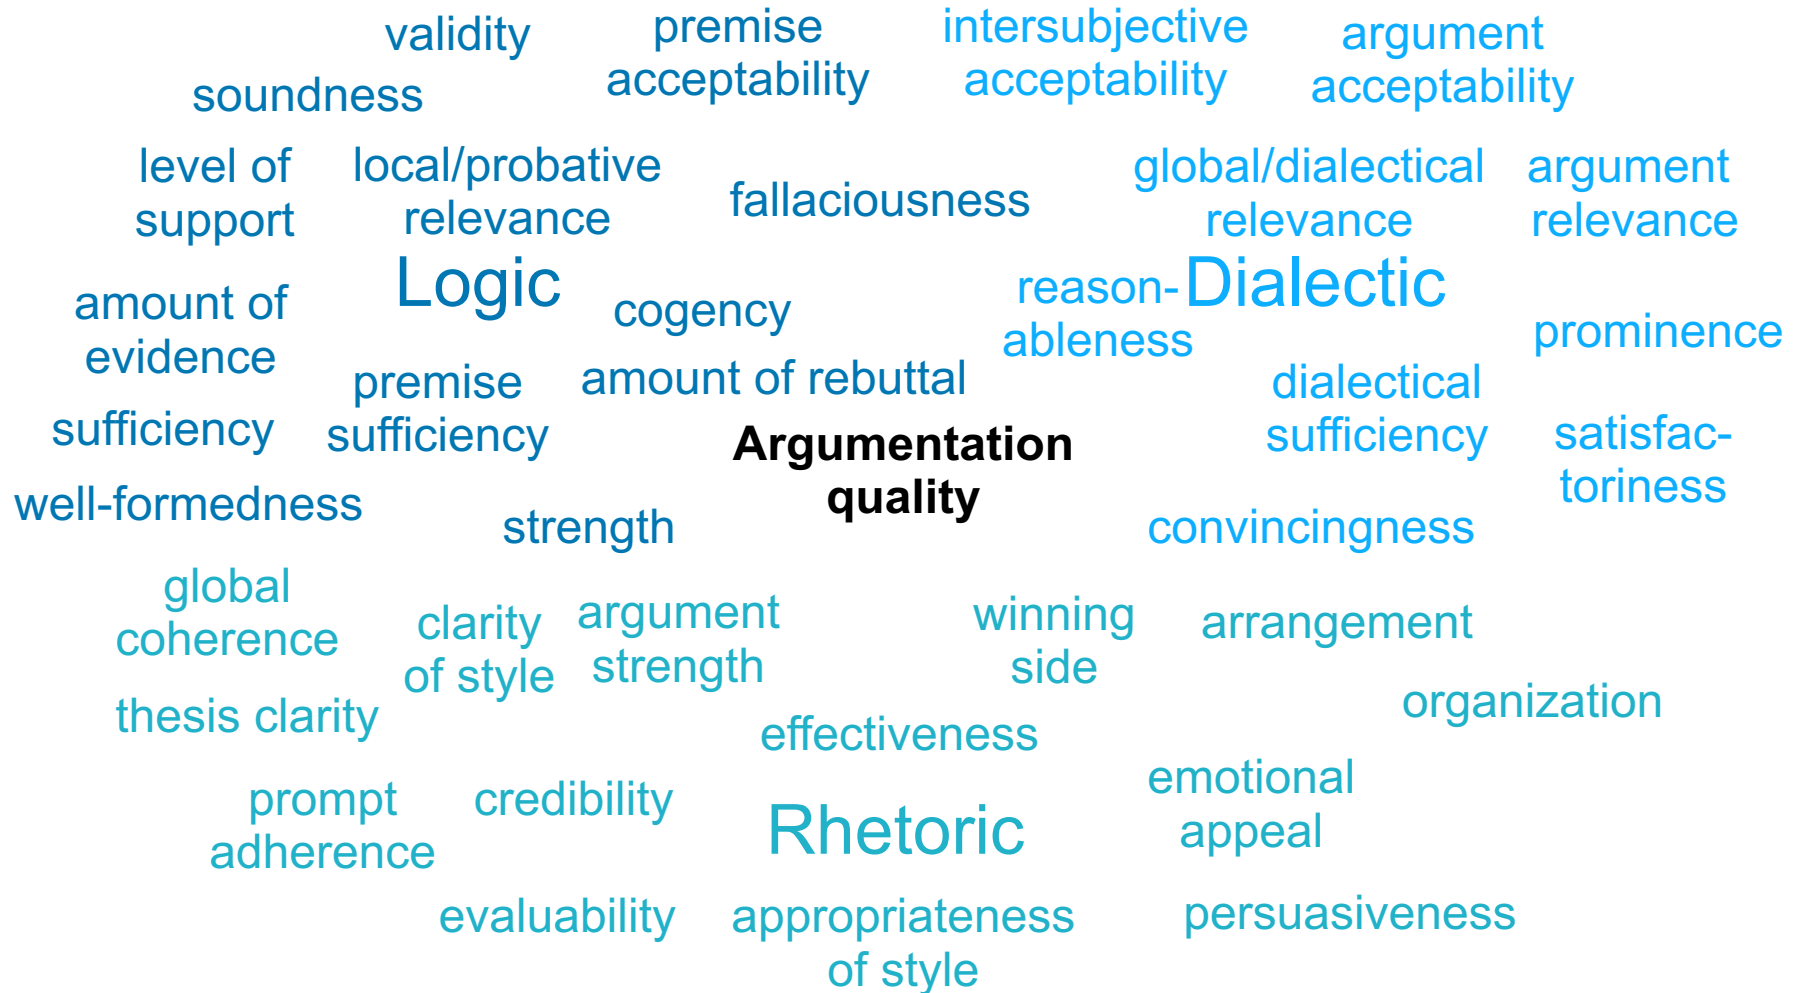 validity
premise
acceptability
intersubjective
acceptability
argument
acceptability
soundness
level of
support
local/probative
relevance
fallaciousness
global/dialectical
relevance
argument
relevance
Logic
Dialectic
amount of
evidence
cogency
reason-
ableness
prominence
premise
sufficiency
amount of rebuttal
dialectical
sufficiency
sufficiency
Argumentation
quality
satisfac-
toriness
well-formedness
strength
convincingness
global
coherence
clarity
of style
argument
strength
winning
side
arrangement
thesis clarity
effectiveness
organization
prompt
adherence
credibility
Rhetoric
emotional
appeal
evaluability
appropriateness
of style
persuasiveness